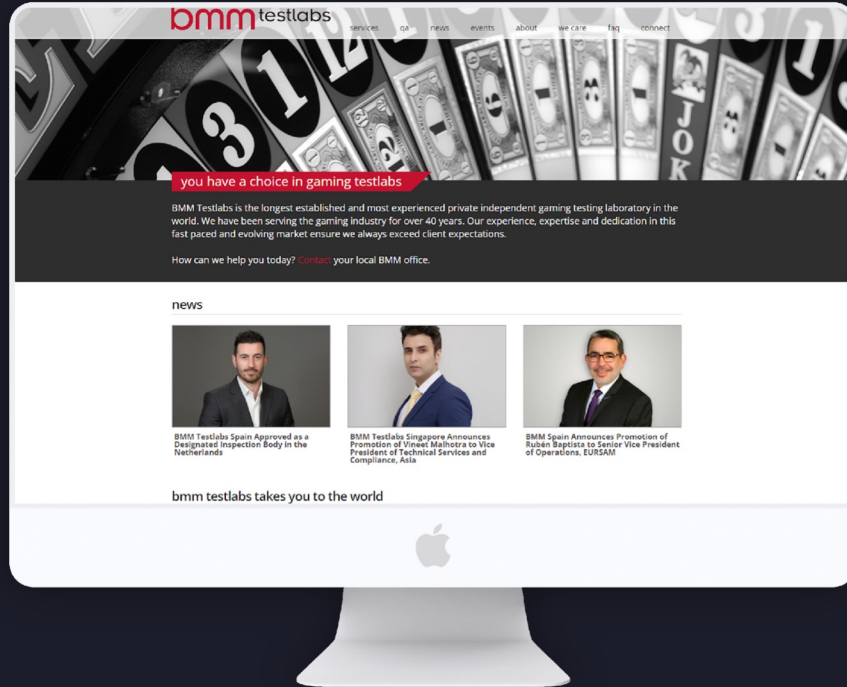 bmm testlabs
services qa news events about we care faq connect
you have a choice in gaming testlabs
BMM Testlabs is the longest established and most experienced private independent gaming testing laboratory in the
world. We have been serving the gaming industry for over 40 years. Our experience, expertise and dedication in this
fast paced and evolving market ensure we always exceed client expectations.
How can we help you today? Contact your local BMM office.
news
BMM Testlabs Spain Approved as a
Designated Inspection Body in the
Netherlands
BMM Testlabs Singapore Announces
Promotion of Vineet Malhotra to Vice
President of Technical Services and
Compliance, Asia
BMM Spain Announces Promotion of
Rubén Baptista to Senior Vice President
of Operations, EURSAM
bmm testlabs takes you to the world